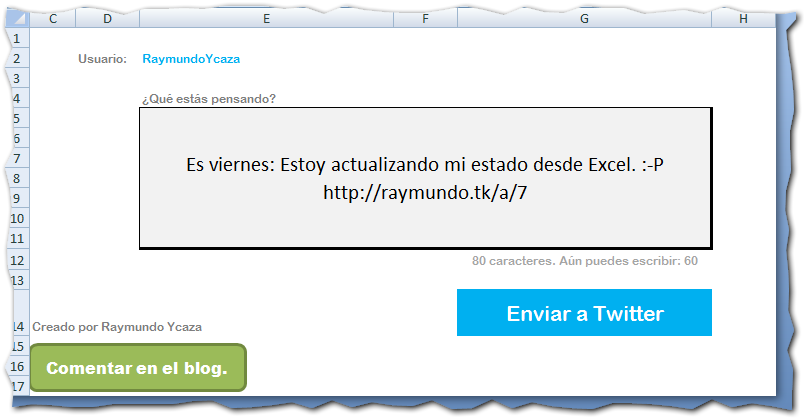 C D E F G H
1
2 Usuario: RaymundoYcaza
3
4 ¿Qué estás pensando?
5
6
7 Es viernes: Estoy actualizando mi estado desde Excel. :-P
8 http://raymundo.tk/a/7
9
10
11
12 80 caracteres. Aún puedes escribir: 60
13
Enviar a Twitter
14 Creado por Raymundo Ycaza
15
16 Comentar en el blog.
17